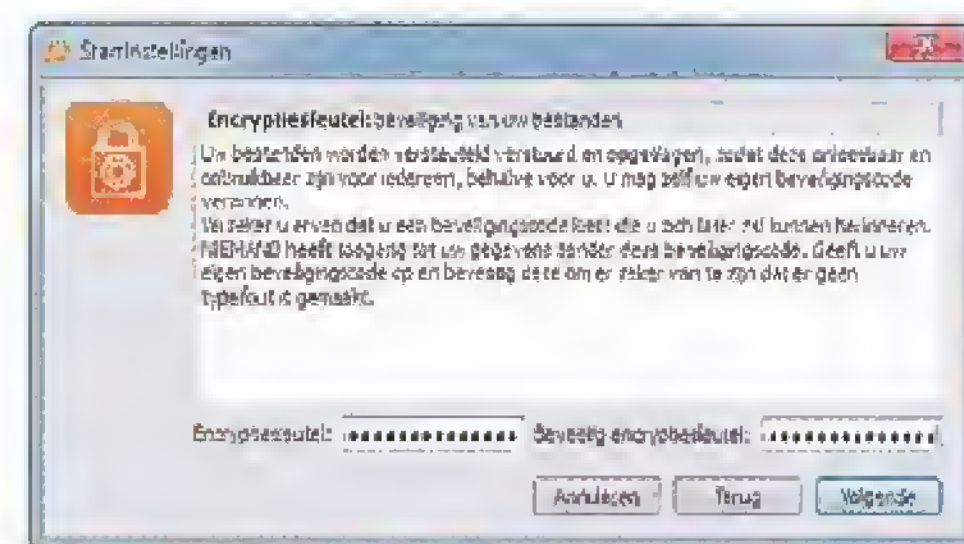 Startinstellingen
Encryptiesleutel: beveiliging van uw bestanden
Uw bestanden worden versleuteld verstuurd en opgeslagen, zodat deze onleesbaar en
onbruikbaar zijn voor iedereen, behalve voor u. U mag zelf uw eigen beveiligingscode
verzinnen.
Verzeker u ervan dat u een beveiligingscode kiest die u zich later zal kunnen herinneren.
NIEMAND heeft toegang tot uw gegevens zonder deze beveiligingscode. Geeft u uw
eigen beveiligingscode op en bevestig deze om er zeker van te zijn dat er geen
typefout is gemaakt.
Encryptiesleutel: Bevestig encryptiesleutel:
Annuleren Terug Volgende